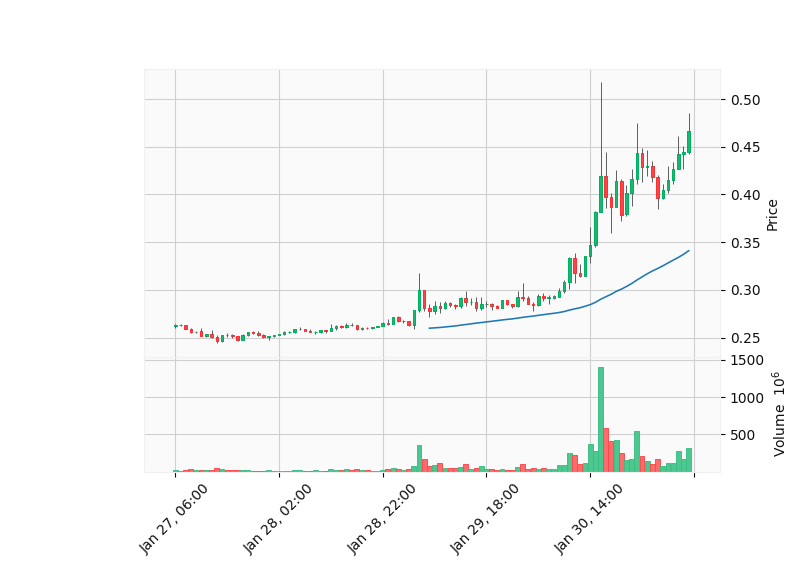 0.50
0.45
0.40
0.35
0.30
0.25
Price
1500
1000
500
Volume 10^6
Jan 27, 06:00
Jan 28, 02:00
Jan 28, 22:00
Jan 29, 18:00
Jan 30, 14:00